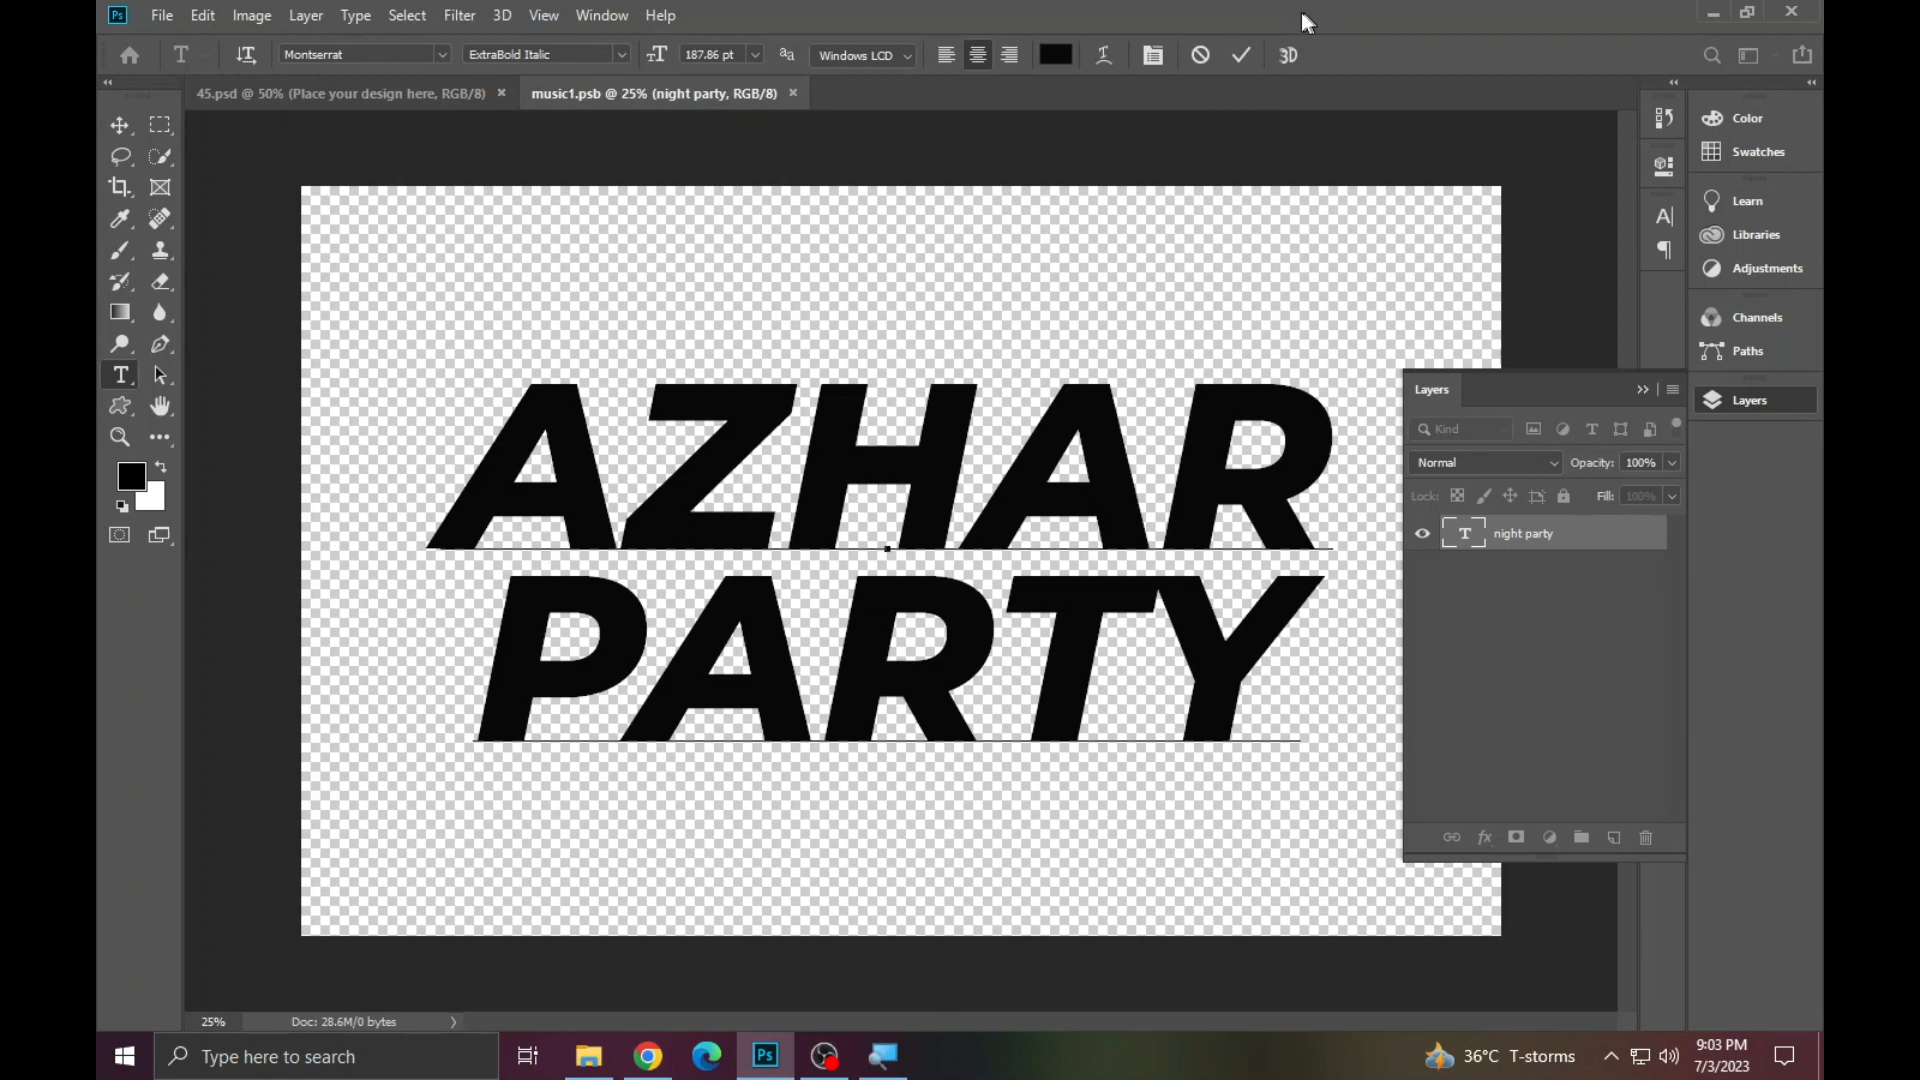 Ps File Edit Image Layer Type Select Filter 3D View Window Help
T Montserrat ExtraBold Italic 187.86 pt aa Windows LCD 3D
45.psd @ 50% (Place your design here, RGB/8) × music1.psb @ 25% (night party, RGB/8) ×
Color
Swatches
Learn
Libraries
Adjustments
Channels
Paths
Layers
AZHAR
PARTY
Layers
Kind
Normal Opacity: 100%
Lock: Fill: 100%
T night party
fx
25% Doc: 28.6M/0 bytes
Type here to search
Ps
36°C T-storms
9:03 PM
7/3/2023